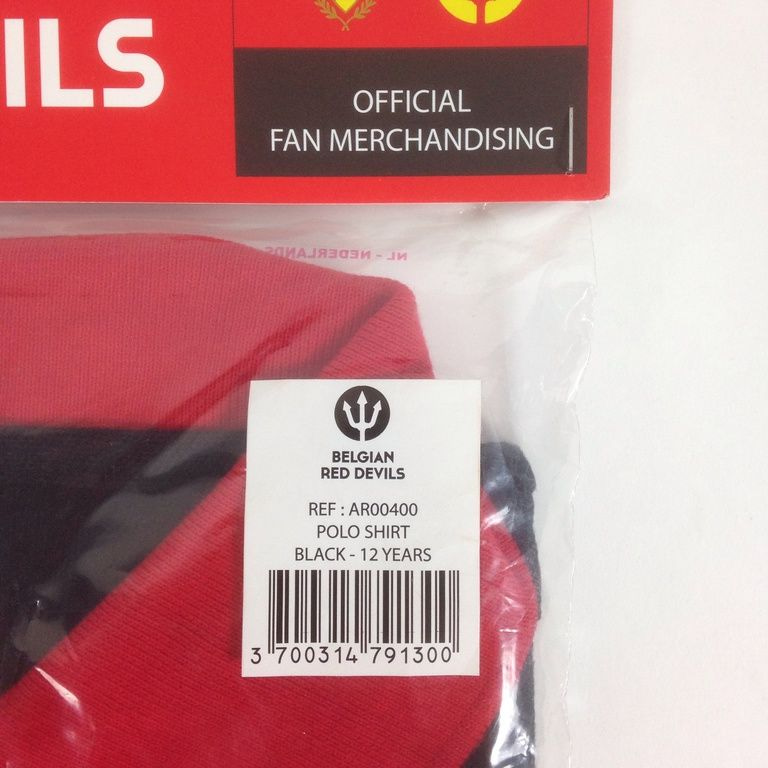 ILS
OFFICIAL
FAN MERCHANDISING
NL - NEDERLANDS
BELGIAN
RED DEVILS
REF : AR00400
POLO SHIRT
BLACK - 12 YEARS
3 700314 791300